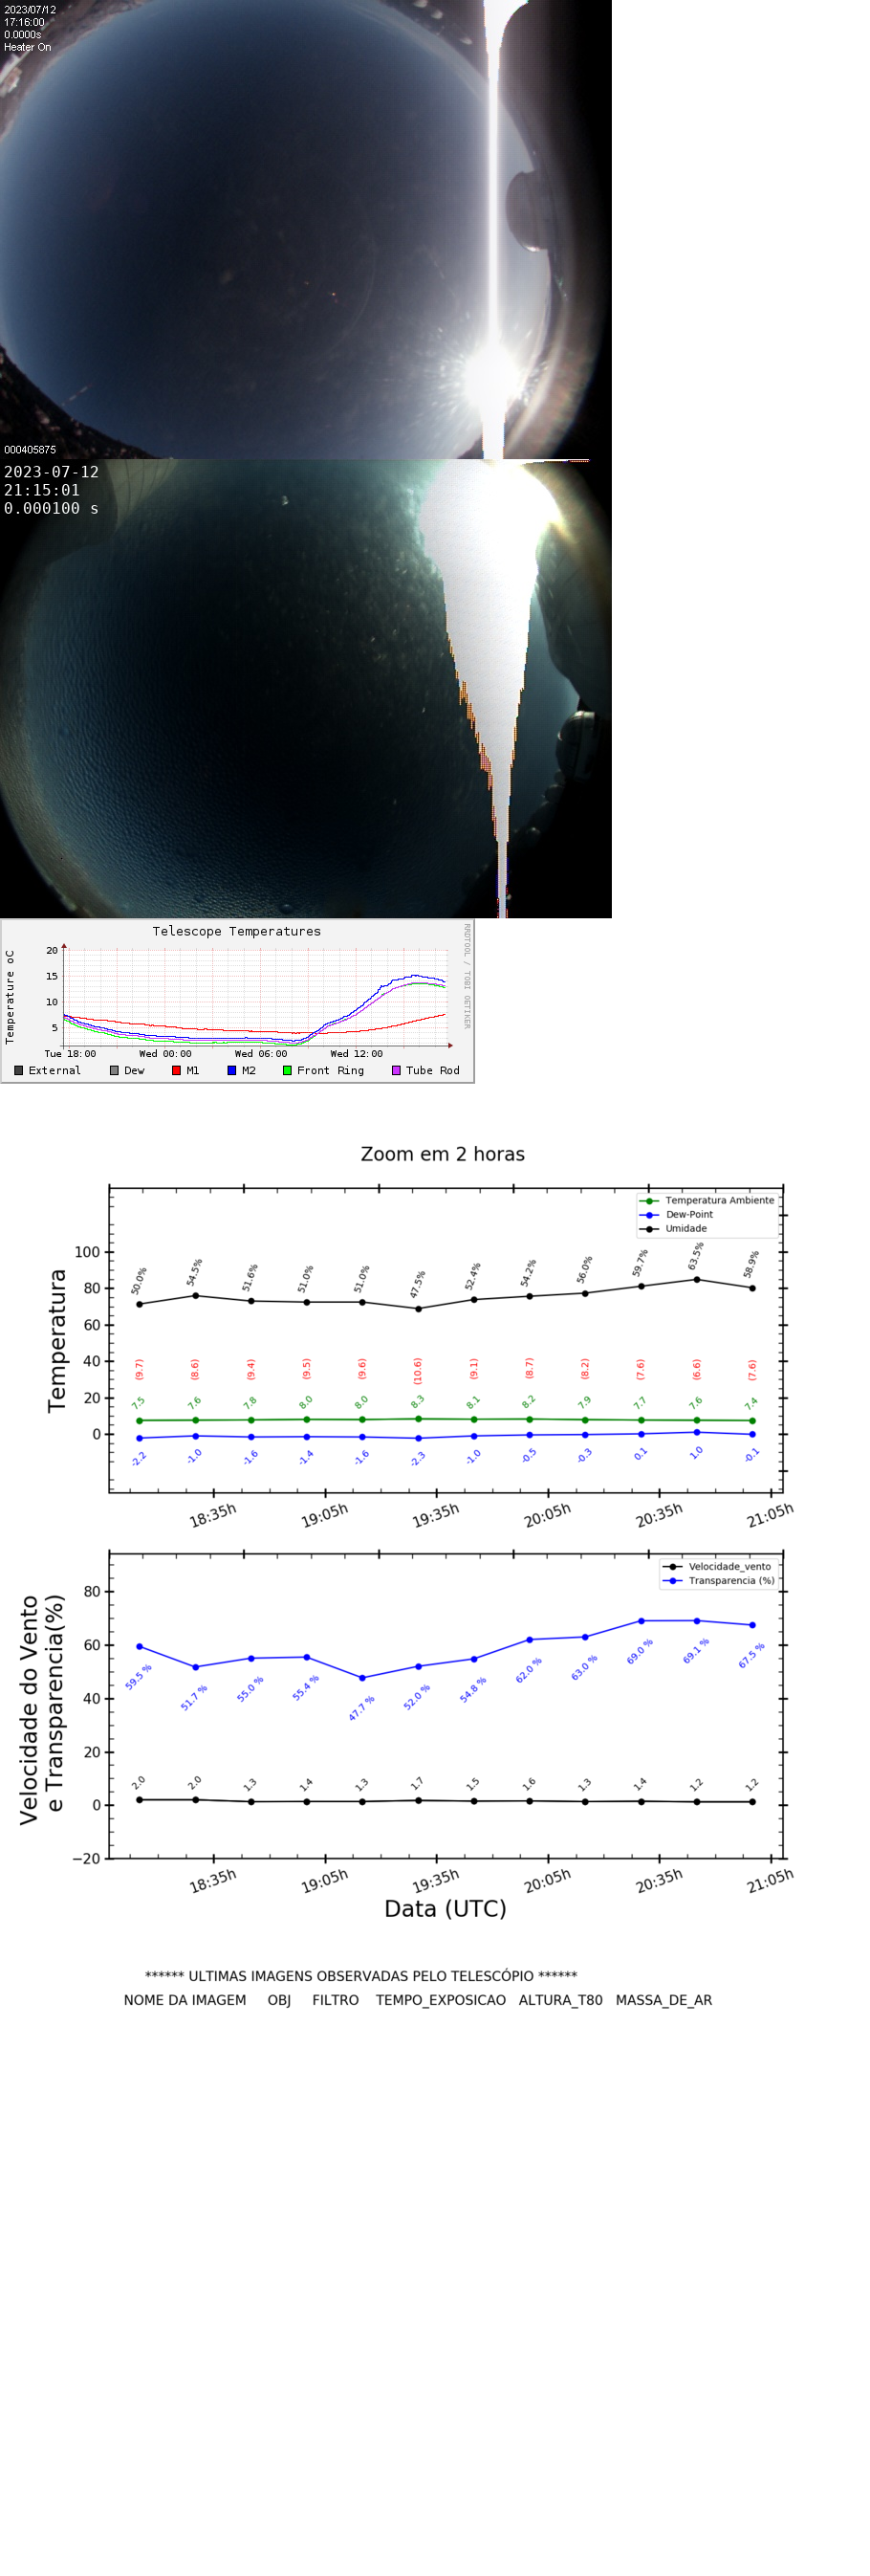 2023/07/12
17:16:00
0.0000s
Heater On
000405875
2023-07-12
21:15:01
0.000100 s
Telescope Temperatures
RRDTOOL / TOBI OETIKER
Temperature oC
20
15
10
5
Tue 18:00 Wed 00:00 Wed 06:00 Wed 12:00
External Dew M1 M2 Front Ring Tube Rod
Zoom em 2 horas
Temperatura Ambiente
Dew-Point
Umidade
Temperatura
100
80
60
40
20
0
50.0% 54.5% 51.6% 51.0% 51.0% 47.5% 52.4% 54.2% 56.0% 59.7% 63.5% 58.9%
(9.7) (8.6) (9.4) (9.5) (9.6) (10.6) (9.1) (8.7) (8.2) (7.6) (6.6) (7.6)
7.5 7.6 7.8 8.0 8.0 8.3 8.1 8.2 7.9 7.7 7.6 7.4
-2.2 -1.0 -1.6 -1.4 -1.6 -2.3 -1.0 -0.5 -0.3 0.1 1.0 -0.1
18:35h 19:05h 19:35h 20:05h 20:35h 21:05h
Velocidade_vento
Transparencia (%)
Velocidade do Vento
e Transparencia(%)
80
60
40
20
0
−20
59.5 % 51.7 % 55.0 % 55.4 % 47.7 % 52.0 % 54.8 % 62.0 % 63.0 % 69.0 % 69.1 % 67.5 %
2.0 2.0 1.3 1.4 1.3 1.7 1.5 1.6 1.3 1.4 1.2 1.2
18:35h 19:05h 19:35h 20:05h 20:35h 21:05h
Data (UTC)
****** ULTIMAS IMAGENS OBSERVADAS PELO TELESCÓPIO ******
NOME DA IMAGEM OBJ FILTRO TEMPO_EXPOSICAO ALTURA_T80 MASSA_DE_AR